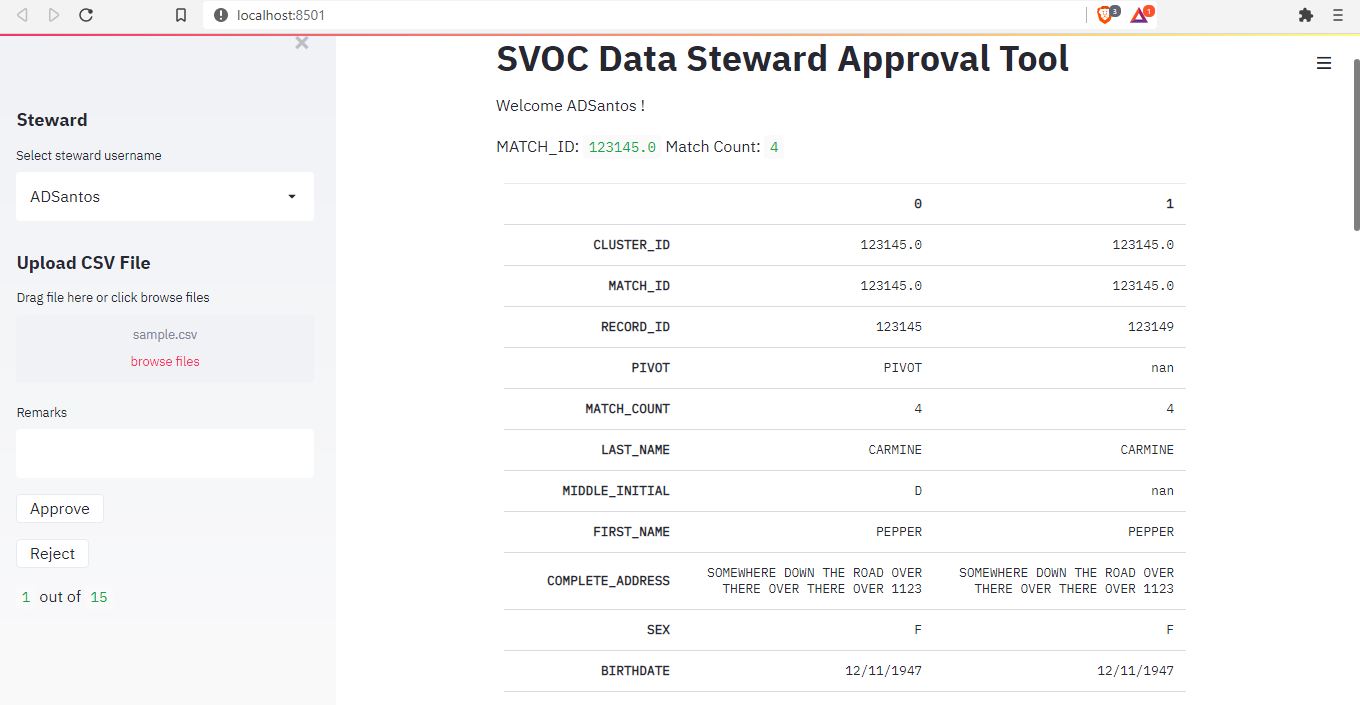 localhost:8501
3
1
×
Steward
Select steward username
ADSantos
Upload CSV File
Drag file here or click browse files
sample.csv
browse files
Remarks
Approve
Reject
1 out of 15
SVOC Data Steward Approval Tool
Welcome ADSantos !
MATCH_ID: 123145.0 Match Count: 4
0 1
CLUSTER_ID 123145.0 123145.0
MATCH_ID 123145.0 123145.0
RECORD_ID 123145 123149
PIVOT PIVOT nan
MATCH_COUNT 4 4
LAST_NAME CARMINE CARMINE
MIDDLE_INITIAL D nan
FIRST_NAME PEPPER PEPPER
COMPLETE_ADDRESS SOMEWHERE DOWN THE ROAD OVER SOMEWHERE DOWN THE ROAD OVER
THERE OVER THERE OVER 1123 THERE OVER THERE OVER 1123
SEX F F
BIRTHDATE 12/11/1947 12/11/1947